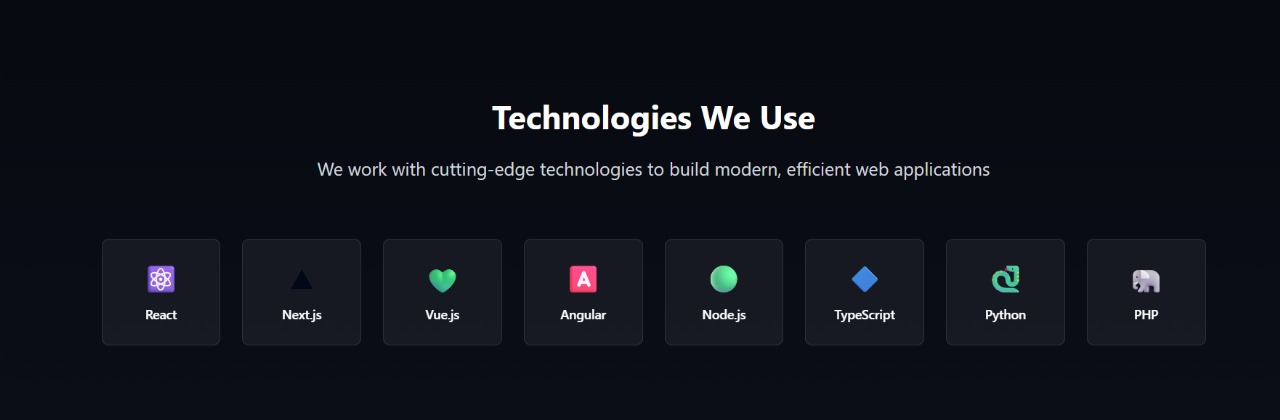 Technologies We Use
We work with cutting-edge technologies to build modern, efficient web applications
A
React Next.js Vue.js Angular Node.js TypeScript Python PHP